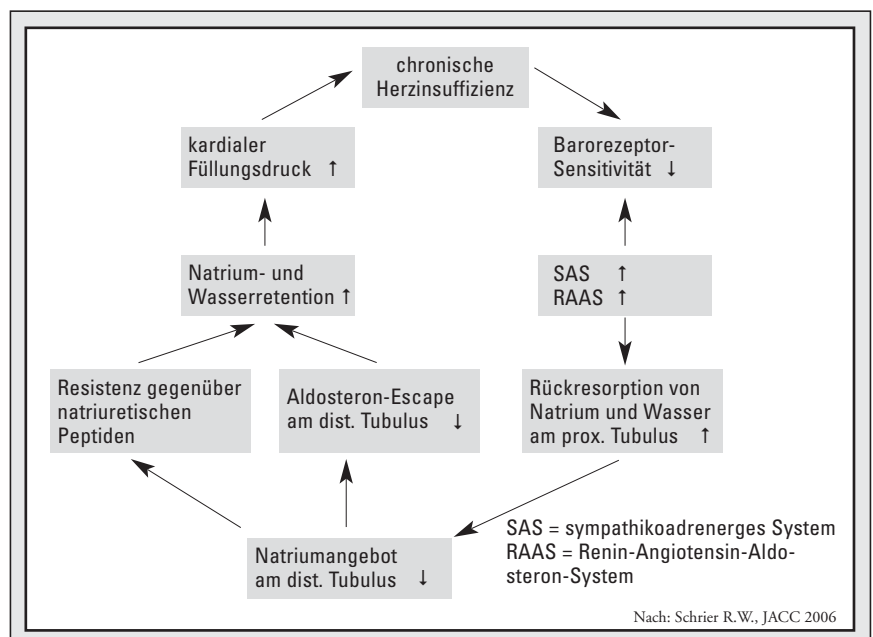 chronische
Herzinsuffizienz
kardialer
Füllungsdruck ↑
Barorezeptor-
Sensitivität ↓
Natrium- und
Wasserretention ↑
SAS ↑
RAAS ↑
Resistenz gegenüber
natriuretischen
Peptiden
Aldosteron-Escape
am dist. Tubulus ↓
Rückresorption von
Natrium und Wasser
am prox. Tubulus ↑
Natriumangebot
am dist. Tubulus ↓
SAS = sympathikoadrenerges System
RAAS = Renin-Angiotensin-Aldo-
steron-System
Nach: Schrier R.W., JACC 2006